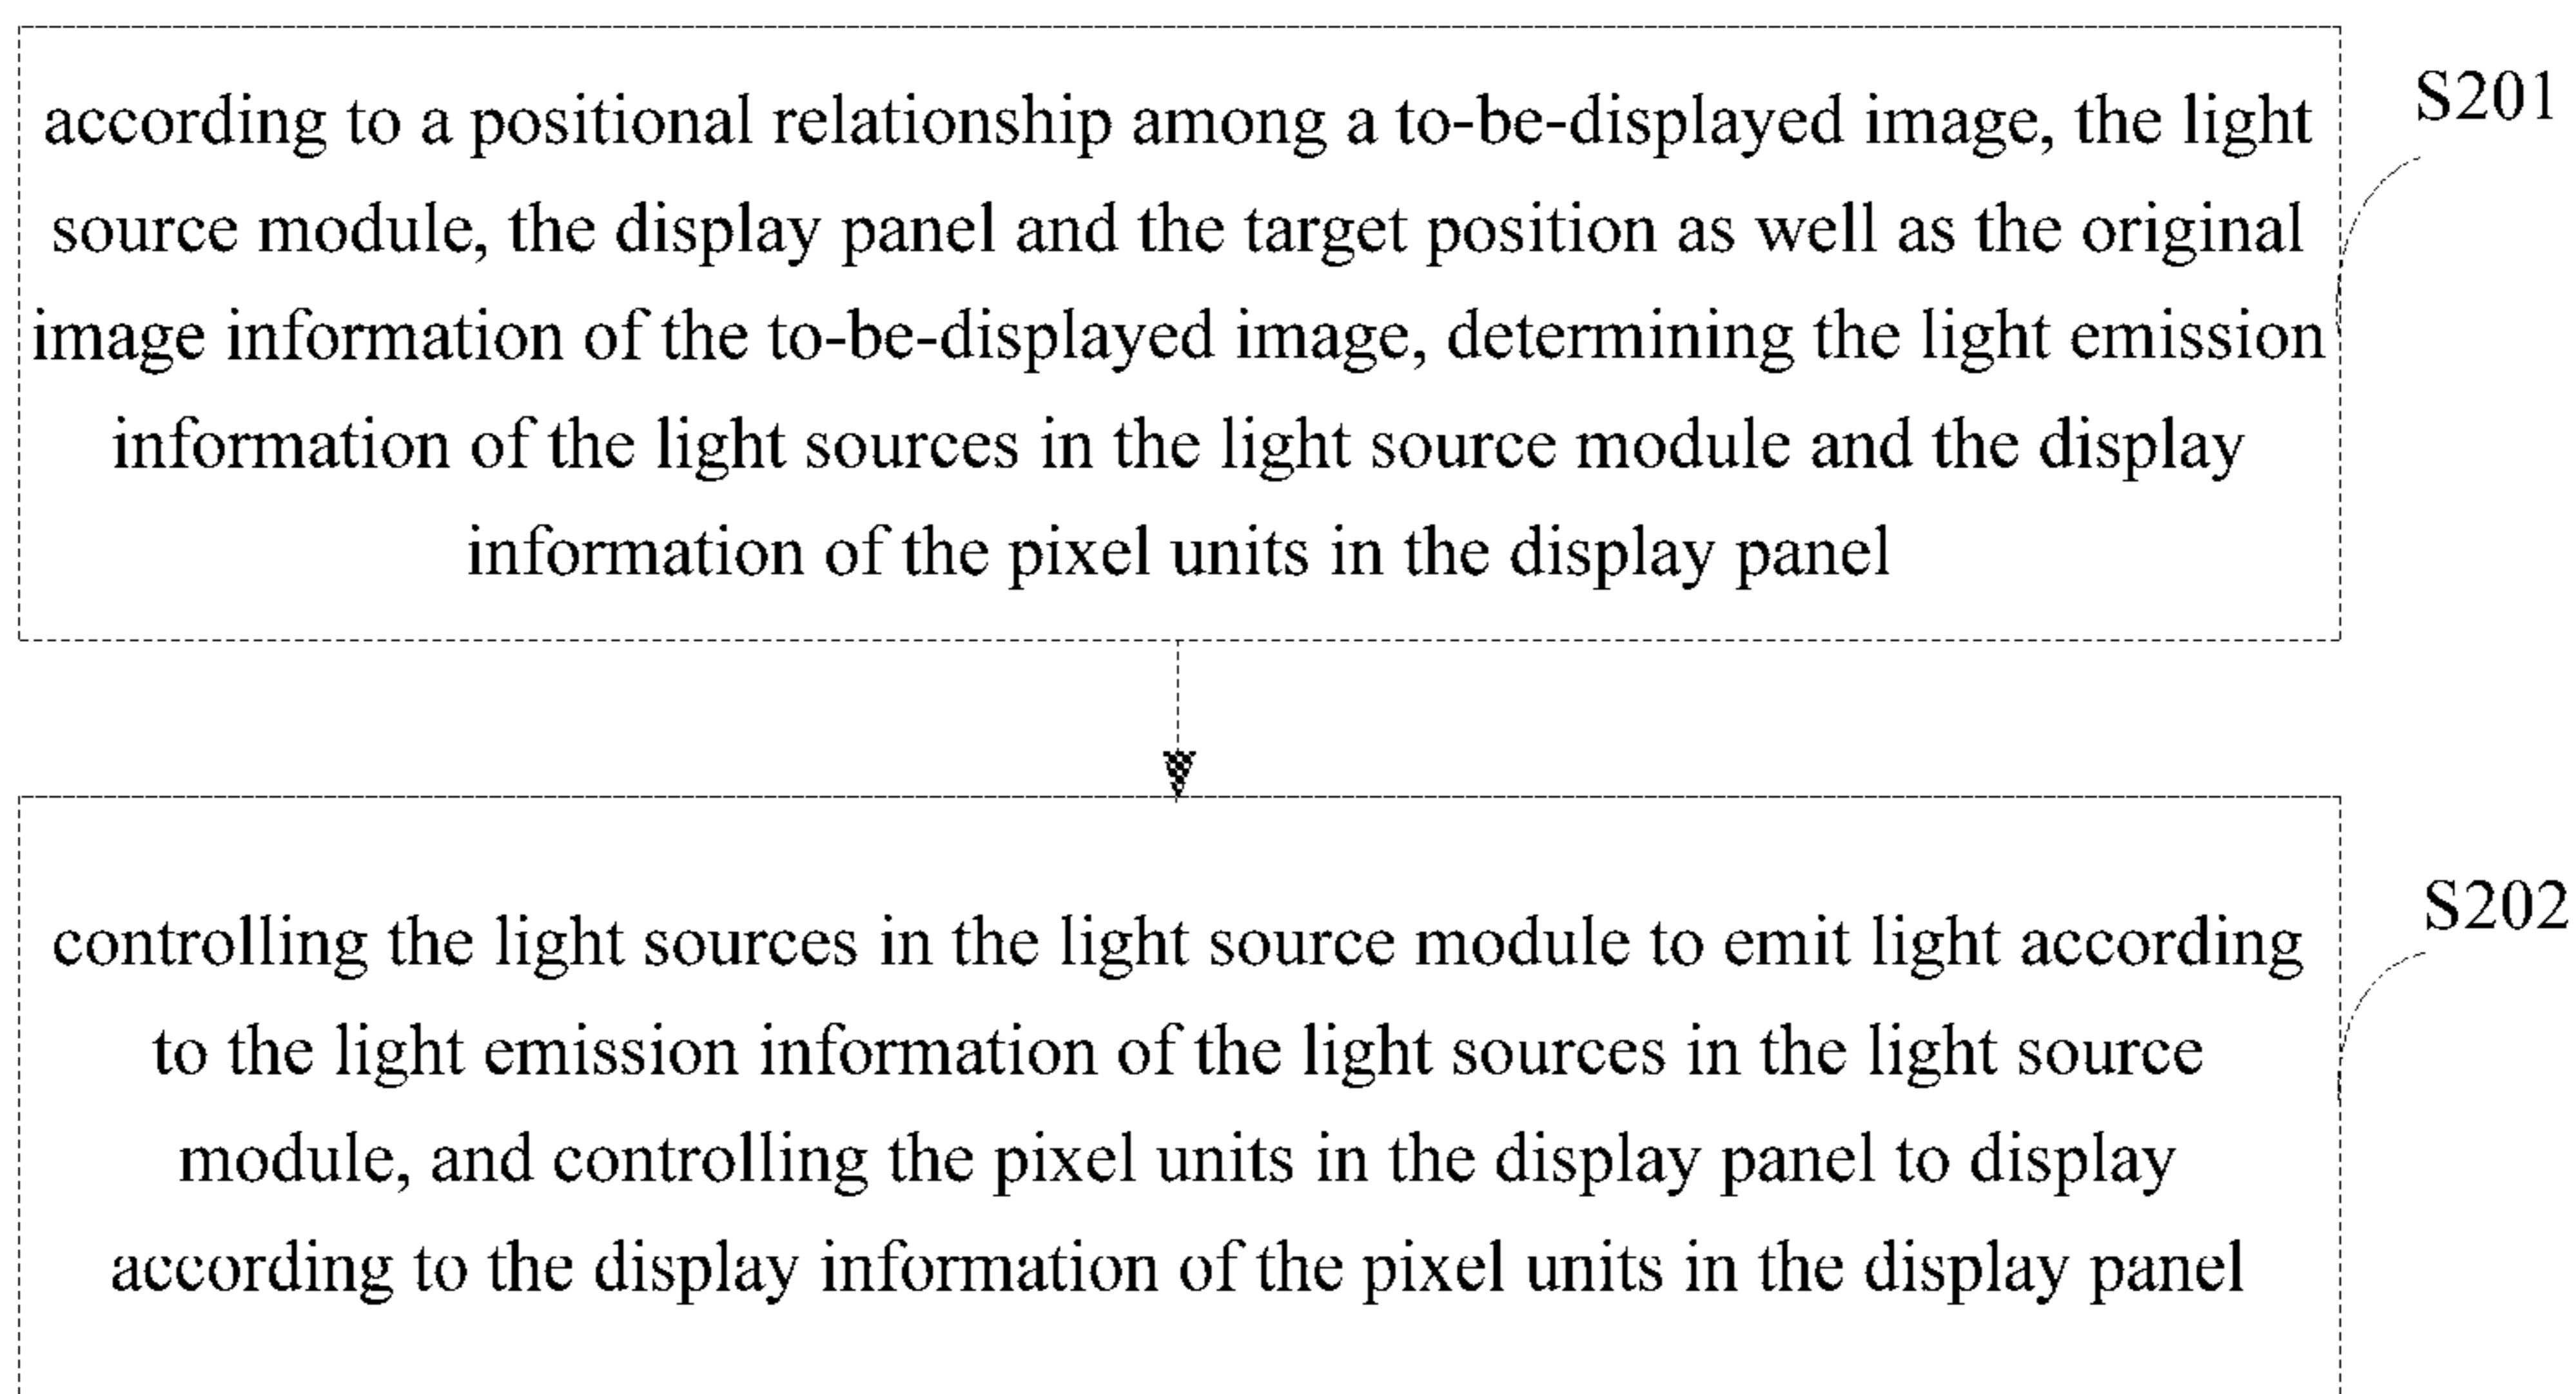 according to a positional relationship among a to-be-displayed image, the light
source module, the display panel and the target position as well as the original
image information of the to-be-displayed image, determining the light emission
information of the light sources in the light source module and the display
information of the pixel units in the display panel
S201
controlling the light sources in the light source module to emit light according
to the light emission information of the light sources in the light source
module, and controlling the pixel units in the display panel to display
according to the display information of the pixel units in the display panel
S202